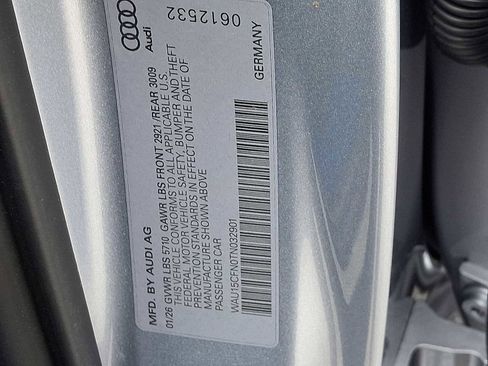 MFD. BY AUDI AG
01/26 GVWR LBS 5710 GAWR LBS FRONT 2921/REAR 3009
THIS VEHICLE CONFORMS TO ALL APPLICABLE U.S.
FEDERAL MOTOR VEHICLE SAFETY, BUMPER AND THEFT
PREVENTION STANDARDS IN EFFECT ON THE DATE OF
MANUFACTURE SHOWN ABOVE
PASSENGER CAR
WAU15CFN0TN032901
GERMANY
Audi
0612532